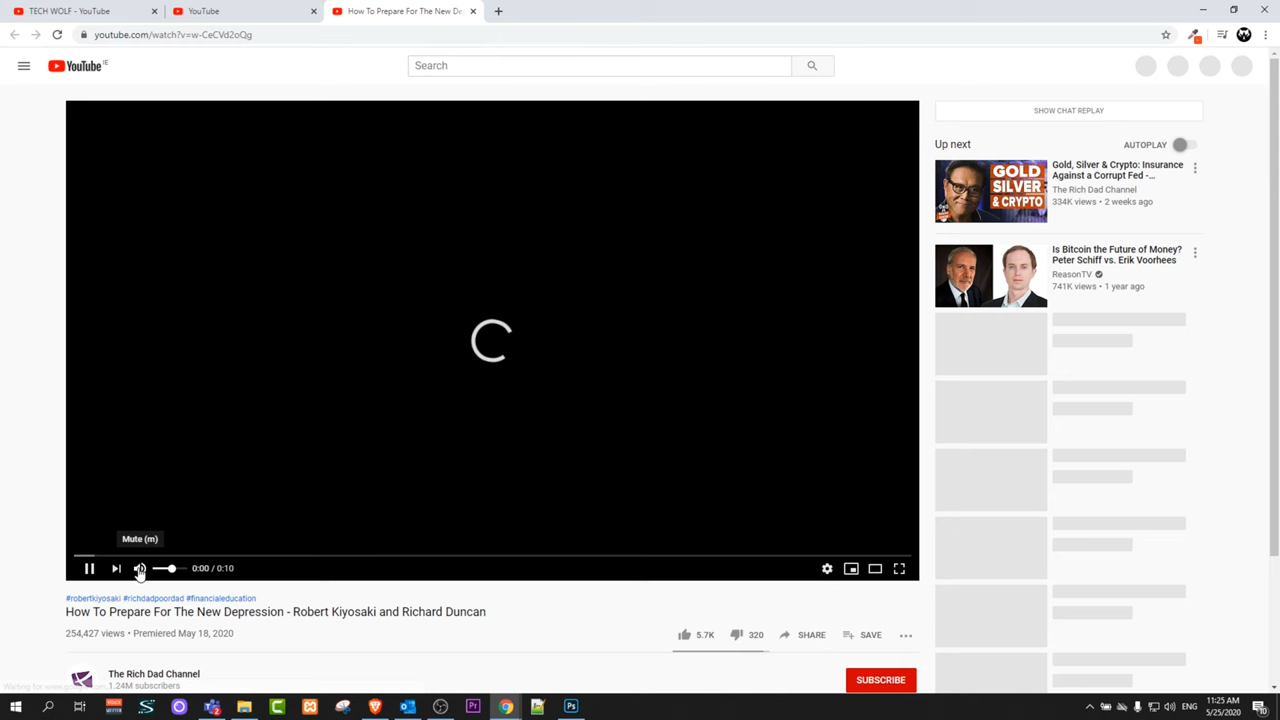 TECH WOLF - YouTube
YouTube
How To Prepare For The New De
youtube.com/watch?v=w-CeCVd2oQg
YouTube IE
Search
SHOW CHAT REPLAY
Up next
AUTOPLAY
GOLD
SILVER
& CRYPTO
Gold, Silver & Crypto: Insurance
Against a Corrupt Fed -...
The Rich Dad Channel
334K views • 2 weeks ago
Is Bitcoin the Future of Money?
Peter Schiff vs. Erik Voorhees
ReasonTV
741K views • 1 year ago
Mute (m)
0:00 / 0:10
#robertkiyosaki #richdadpoordad #financialeducation
How To Prepare For The New Depression - Robert Kiyosaki and Richard Duncan
254,427 views • Premiered May 18, 2020
5.7K
320
SHARE
SAVE
The Rich Dad Channel
1.24M subscribers
SUBSCRIBE
ENG
11:25 AM
5/25/2020